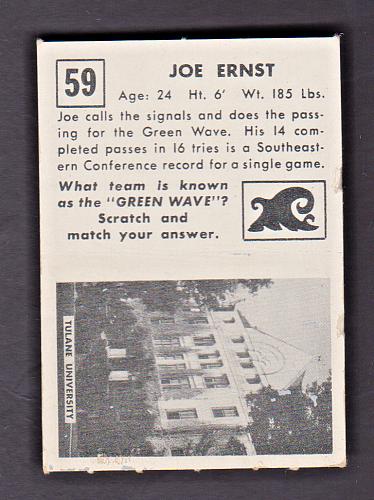 59
JOE ERNST
Age: 24 Ht. 6' Wt. 185 Lbs.
Joe calls the signals and does the pass-
ing for the Green Wave. His 14 com-
pleted passes in 16 tries is a Southeast-
ern Conference record for a single game.
What team is known
as the "GREEN WAVE"?
Scratch and
match your answer.
TULANE UNIVERSITY